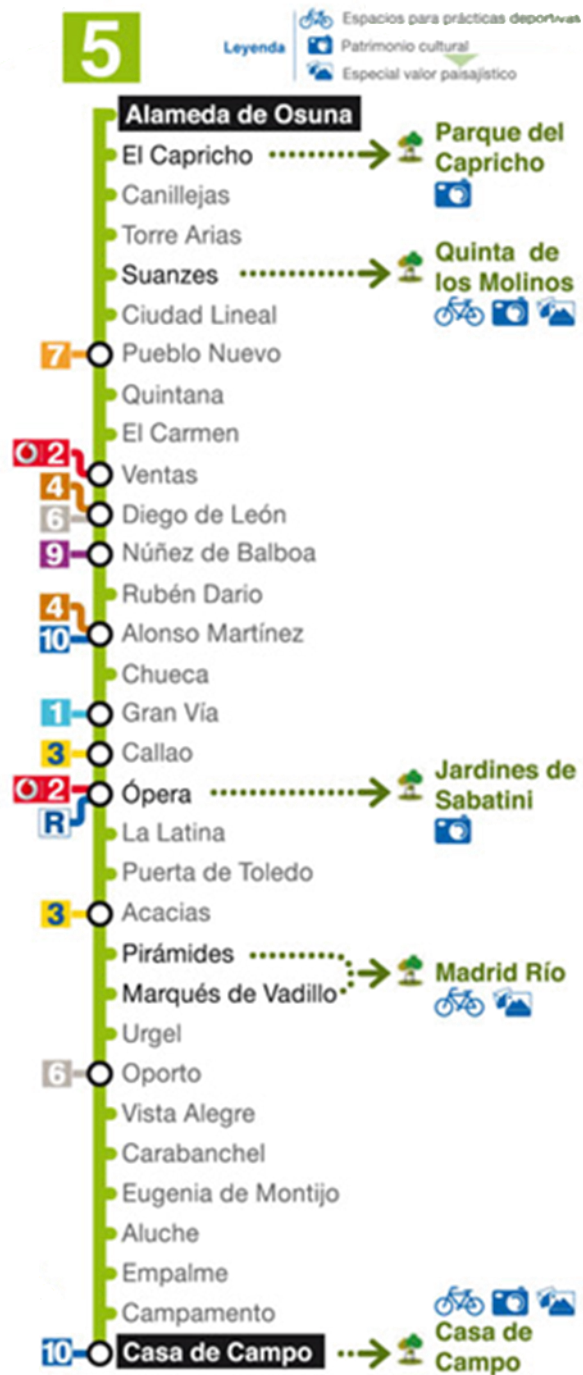 5
Leyenda
Espacios para prácticas deportivas
Patrimonio cultural
Especial valor paisajístico
Alameda de Osuna
El Capricho
Parque del
Capricho
Canillejas
Torre Arias
Suanzes
Quinta de
los Molinos
Ciudad Lineal
7 Pueblo Nuevo
Quintana
El Carmen
2 Ventas
4
6 Diego de León
9 Núñez de Balboa
Rubén Dario
4
10 Alonso Martínez
Chueca
1 Gran Vía
3 Callao
2 Ópera
R
Jardines de
Sabatini
La Latina
Puerta de Toledo
3 Acacias
Pirámides
Marqués de Vadillo
Madrid Río
Urgel
6 Oporto
Vista Alegre
Carabanchel
Eugenia de Montijo
Aluche
Empalme
Campamento
10 Casa de Campo
Casa de
Campo